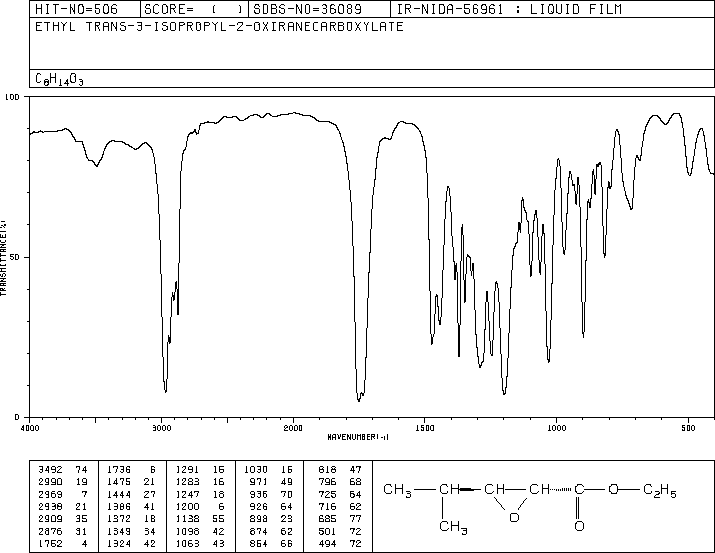 HIT-NO=506 SCORE= ( ) SDBS-NO=36089 IR-NIDA-56961 : LIQUID FILM
ETHYL TRANS-3-ISOPROPYL-2-OXIRANECARBOXYLATE
C8H14O3
100
50
0
TRANSMITTANCE(%)
4000 3000 2000 1500 1000 500
WAVENUMBER(-1)
3492 74 1736 6 1291 16 1030 16 818 47
2990 19 1475 21 1283 16 971 49 796 68
2969 7 1444 27 1247 18 936 70 725 64
2938 21 1386 41 1200 6 926 64 716 62
2909 35 1372 18 1138 55 898 23 685 77
2876 31 1349 34 1098 42 874 62 501 72
1752 4 1324 42 1063 43 854 66 494 72
CH3 CH CH CH C O C2H5
CH3 O O